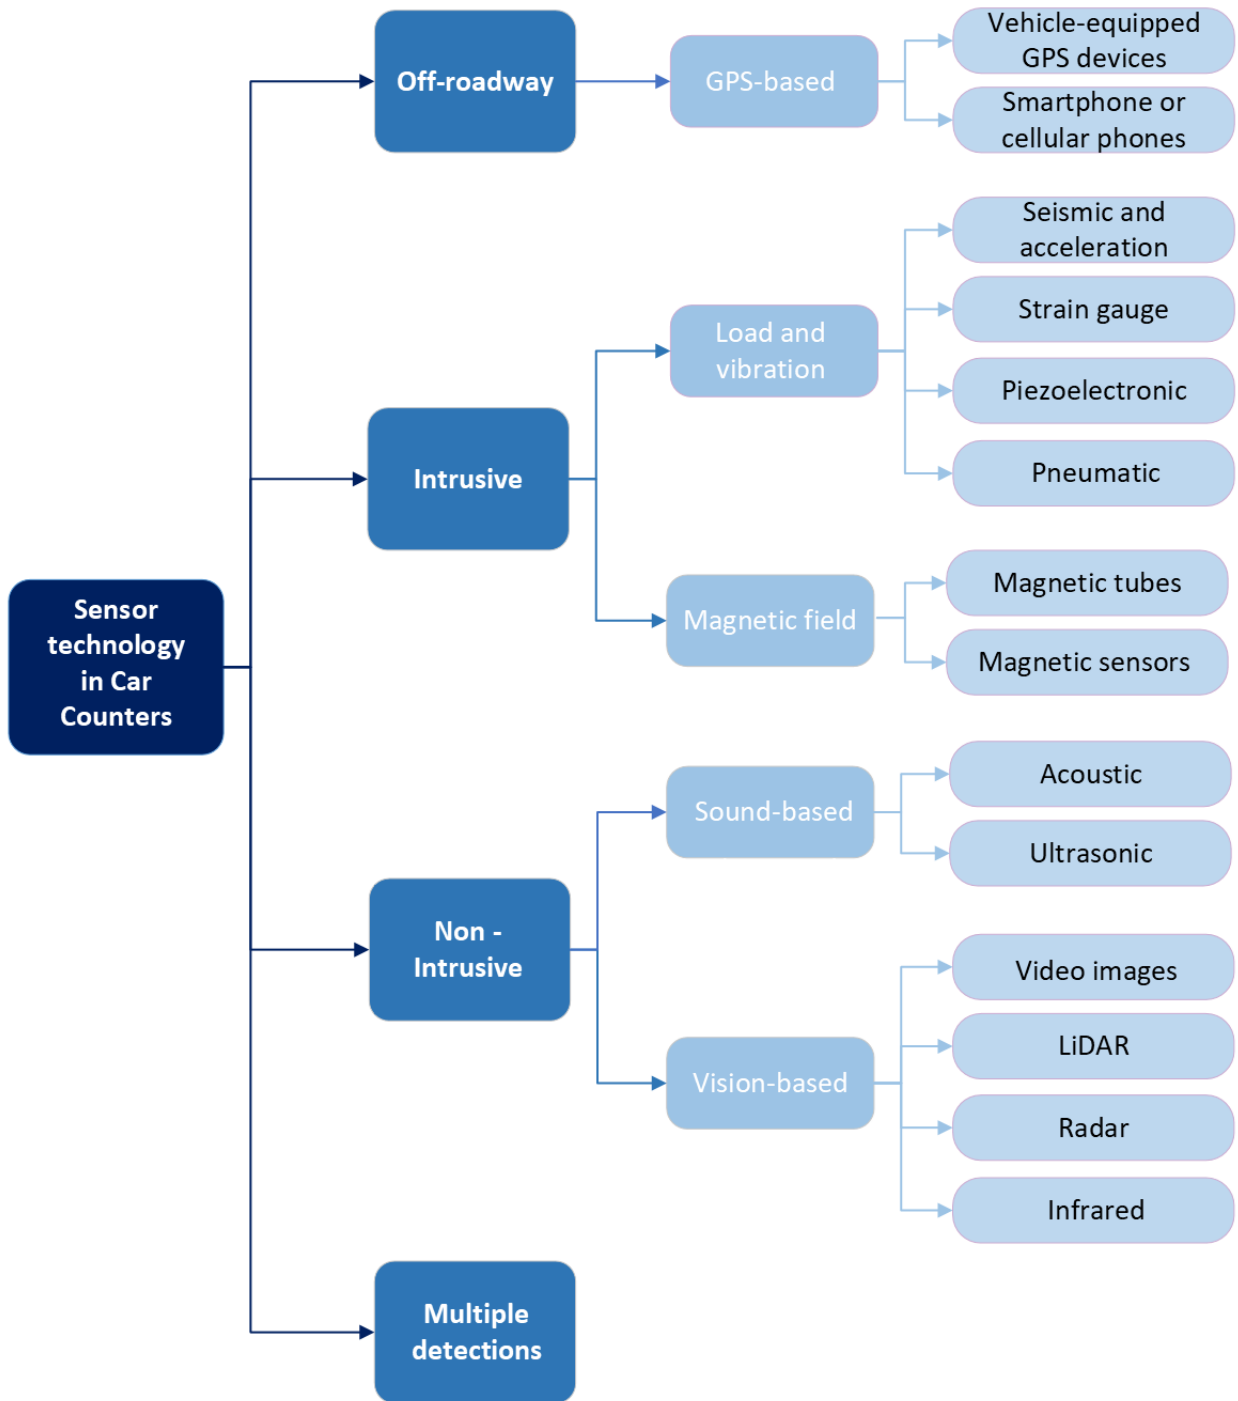 Off-roadway
GPS-based
Vehicle-equipped
GPS devices
Smartphone or
cellular phones
Seismic and
acceleration
Strain gauge
Load and
vibration
Piezoelectronic
Pneumatic
Intrusive
Magnetic tubes
Magnetic field
Magnetic sensors
Sensor
technology
in Car
Counters
Acoustic
Sound-based
Ultrasonic
Non -
Intrusive
Video images
LiDAR
Vision-based
Radar
Infrared
Multiple
detections